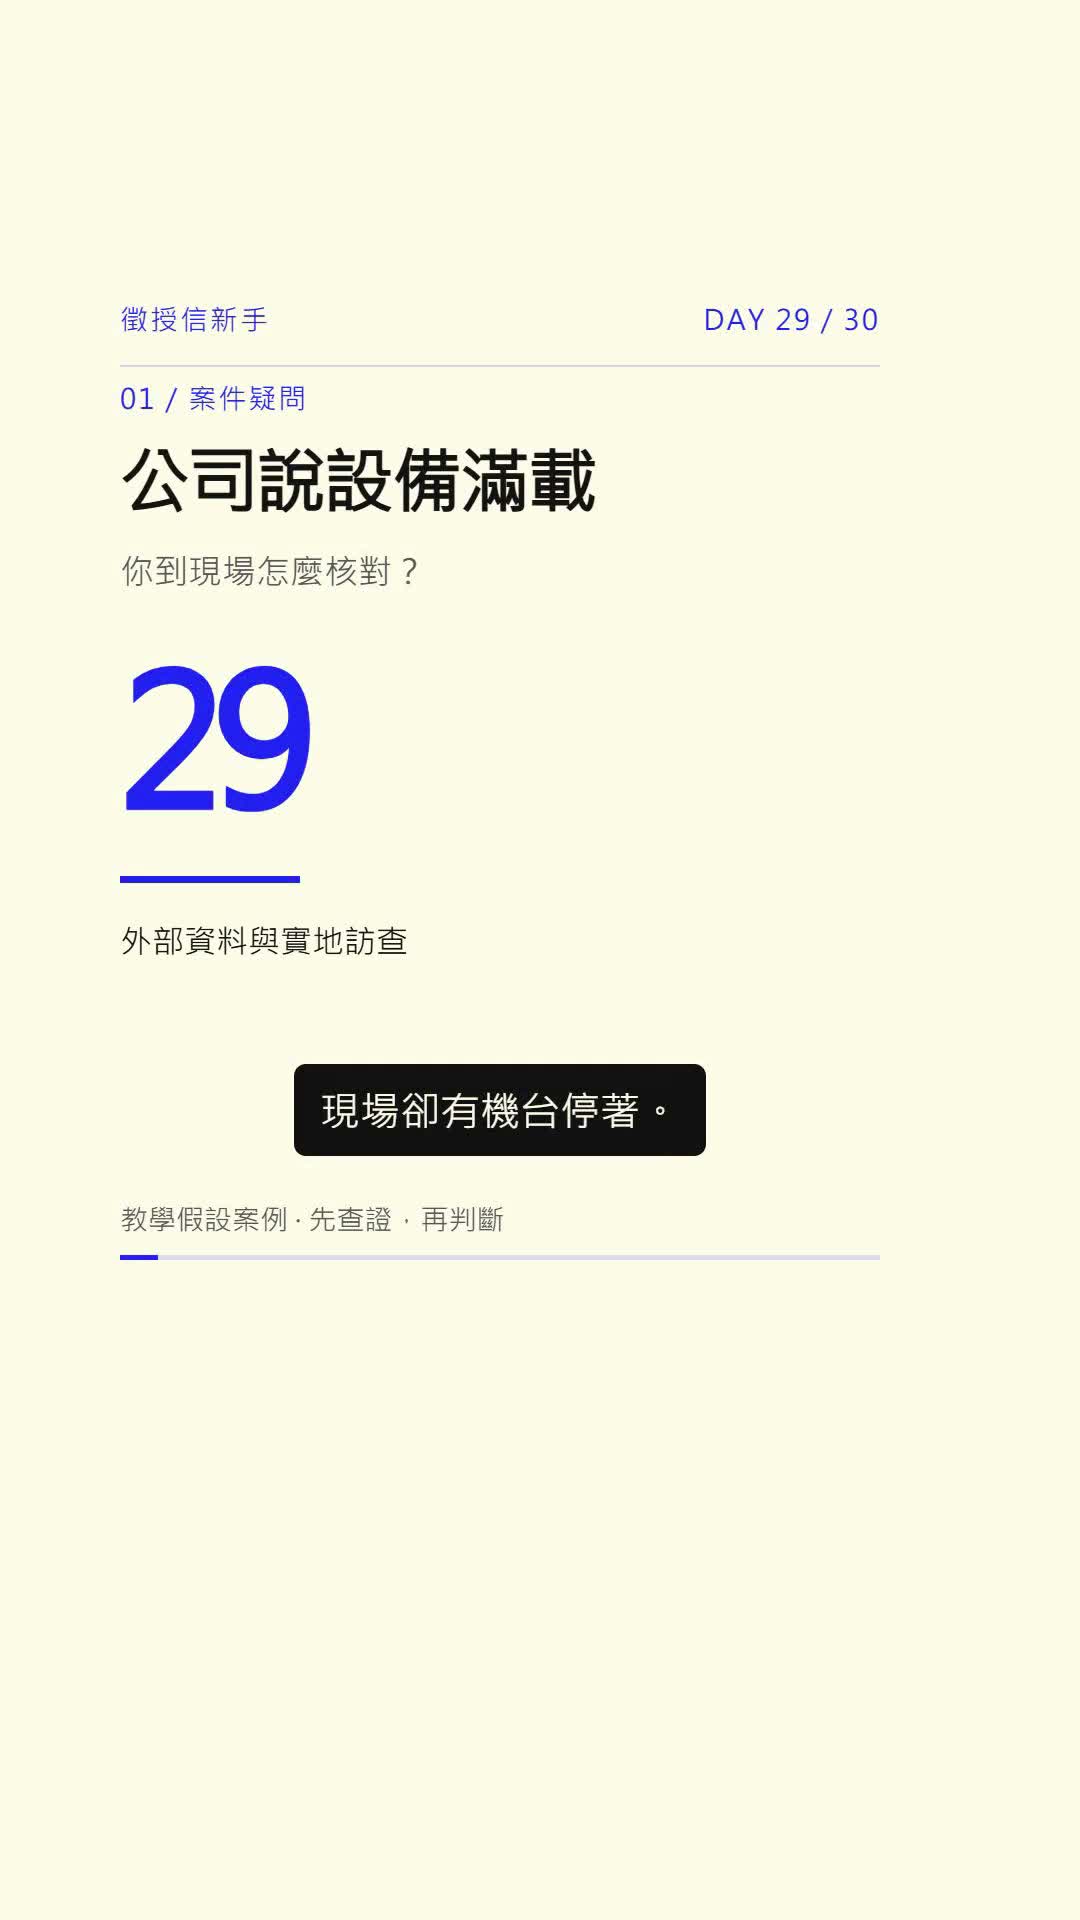 徵授信新手
DAY 29 / 30
01 / 案件疑問
公司說設備滿載
你到現場怎麼核對？
29
外部資料與實地訪查
現場卻有機台停著。
教學假設案例 · 先查證，再判斷